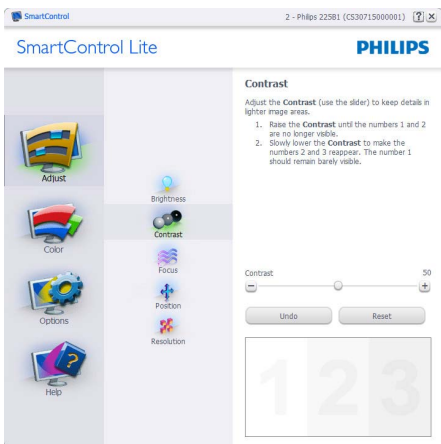 SmartControl
2 - Philips 225B1 (CS30715000001)
SmartControl Lite
PHILIPS
Adjust
Color
Options
Help
Brightness
Contrast
Focus
Position
Resolution
Contrast
Adjust the Contrast (use the slider) to keep details in
lighter image areas.
1. Raise the Contrast until the numbers 1 and 2
are no longer visible.
2. Slowly lower the Contrast to make the
numbers 2 and 3 reappear. The number 1
should remain barely visible.
Contrast 50
Undo Reset
1 2 3